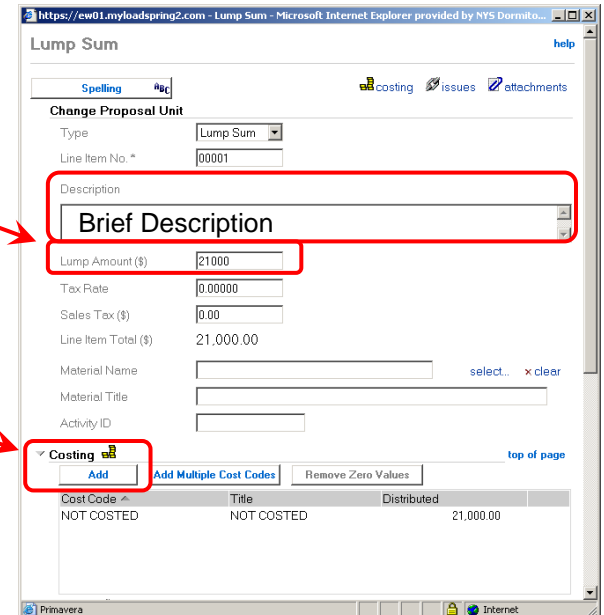 https://ew01.myloadspring2.com - Lump Sum - Microsoft Internet Explorer provided by NYS Dormito...
Lump Sum help
Spelling ABC costing issues attachments
Change Proposal Unit
Type Lump Sum
Line Item No. * 00001
Description
Brief Description
Lump Amount ($) 21000
Tax Rate 0.00000
Sales Tax ($) 0.00
Line Item Total ($) 21,000.00
Material Name select... × clear
Material Title
Activity ID
Costing top of page
Add Add Multiple Cost Codes Remove Zero Values
Cost Code Title Distributed
NOT COSTED NOT COSTED 21,000.00
Primavera Internet